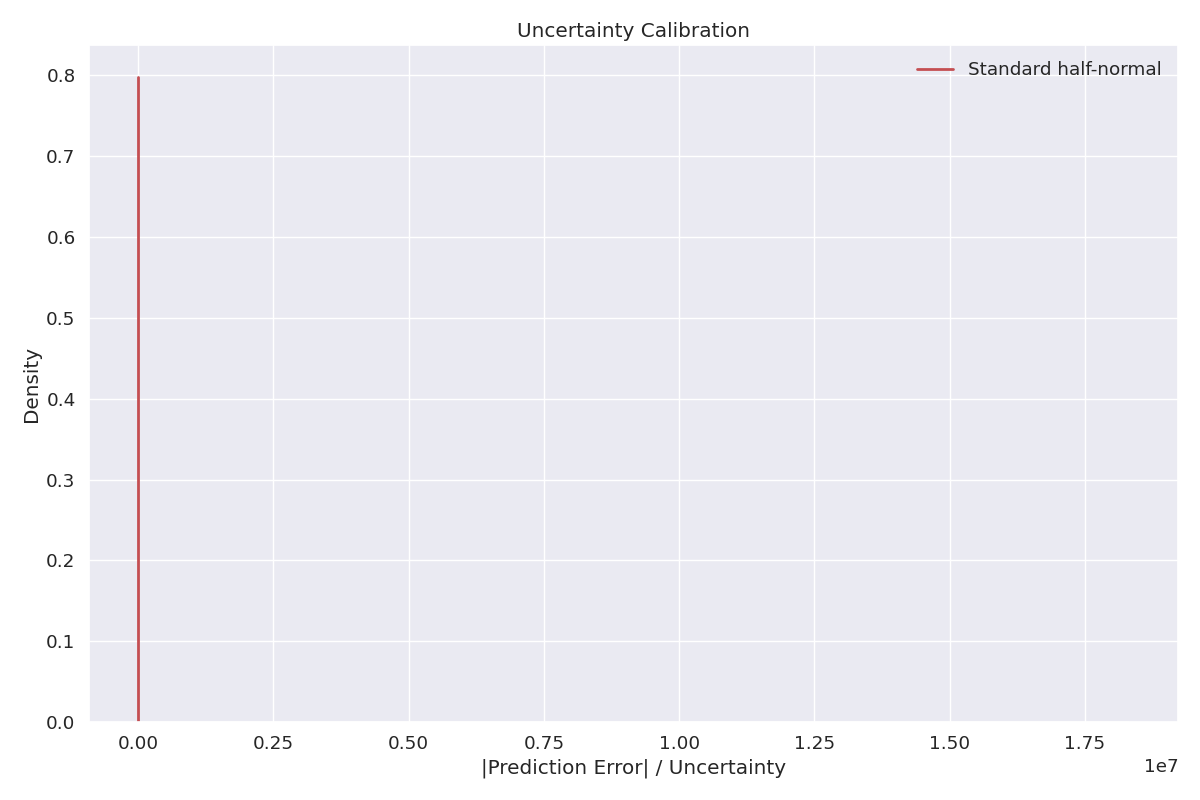 Uncertainty Calibration
Standard half-normal
Density
0.8
0.7
0.6
0.5
0.4
0.3
0.2
0.1
0.0
0.00 0.25 0.50 0.75 1.00 1.25 1.50 1.75
1e7
|Prediction Error| / Uncertainty